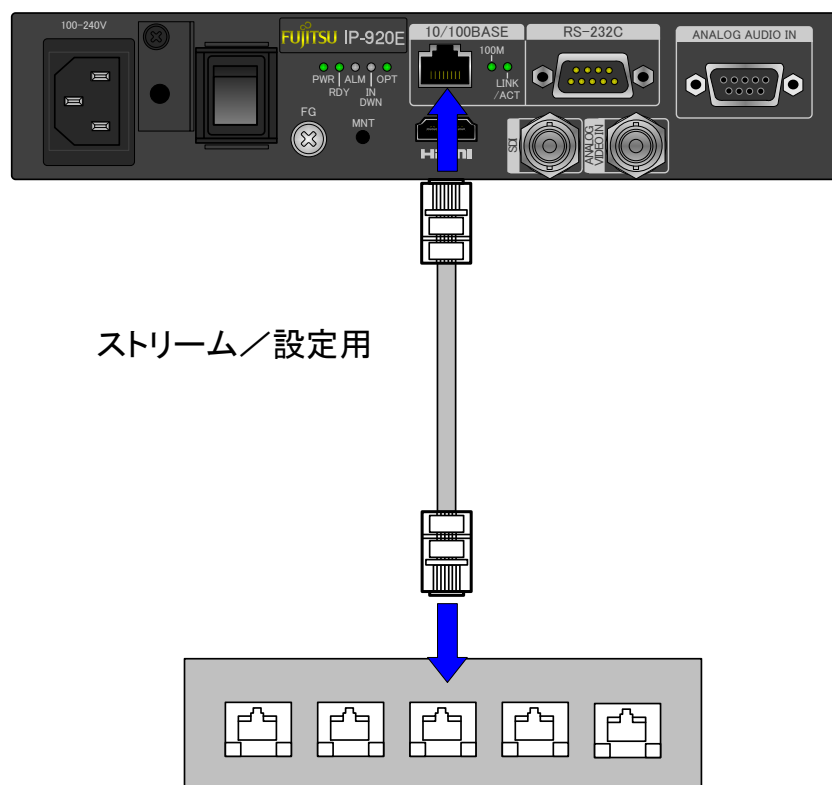 100-240V
FUJITSU IP-920E
PWR ALM OPT
RDY IN
DWN
FG
MNT
10/100BASE
100M
LINK
/ACT
RS-232C
ANALOG AUDIO IN
HDMI
SDI
ANALOG
VIDEO IN
ストリーム／設定用